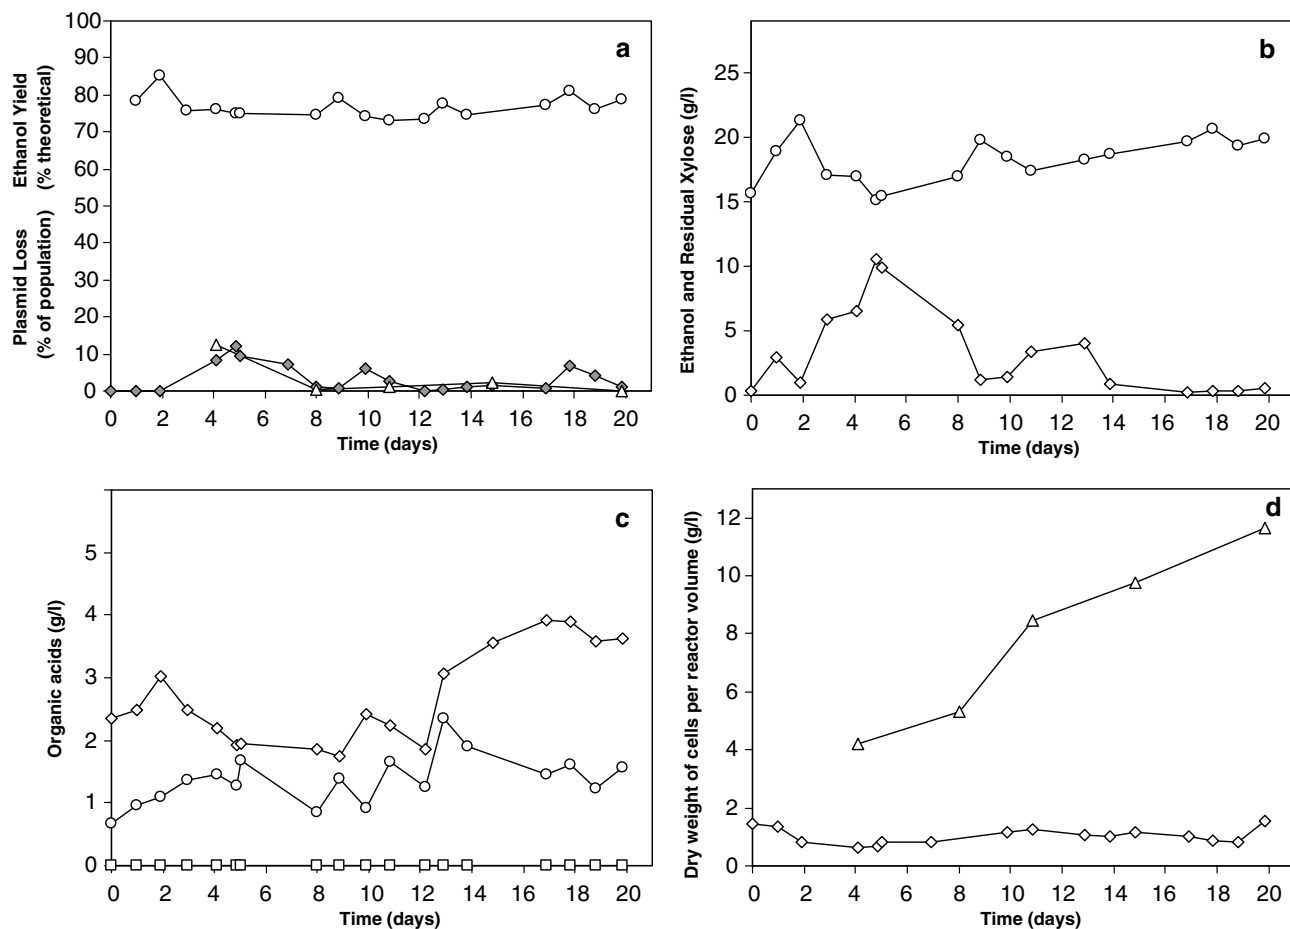 a
Ethanol Yield
(% theoretical)
Plasmid Loss
(% of population)
100
90
80
70
60
50
40
30
20
10
0
0 2 4 6 8 10 12 14 16 18 20
Time (days)
b
Ethanol and Residual Xylose (g/l)
25
20
15
10
5
0
0 2 4 6 8 10 12 14 16 18 20
Time (days)
c
Organic acids (g/l)
5
4
3
2
1
0
0 2 4 6 8 10 12 14 16 18 20
Time (days)
d
Dry weight of cells per reactor volume (g/l)
12
10
8
6
4
2
0
0 2 4 6 8 10 12 14 16 18 20
Time (days)